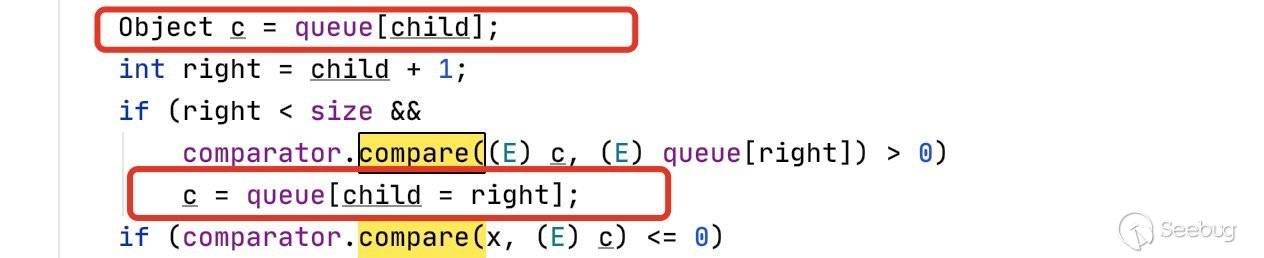 Object c = queue[child];
int right = child + 1;
if (right < size &&
comparator.compare((E) c, (E) queue[right]) > 0)
c = queue[child = right];
if (comparator.compare(x, (E) c) <= 0)
Seebug